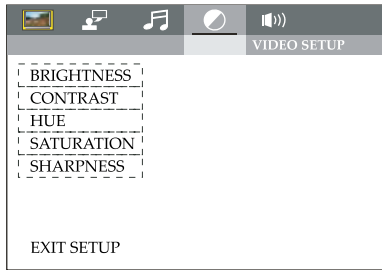 VIDEO SETUP
BRIGHTNESS
CONTRAST
HUE
SATURATION
SHARPNESS
EXIT SETUP